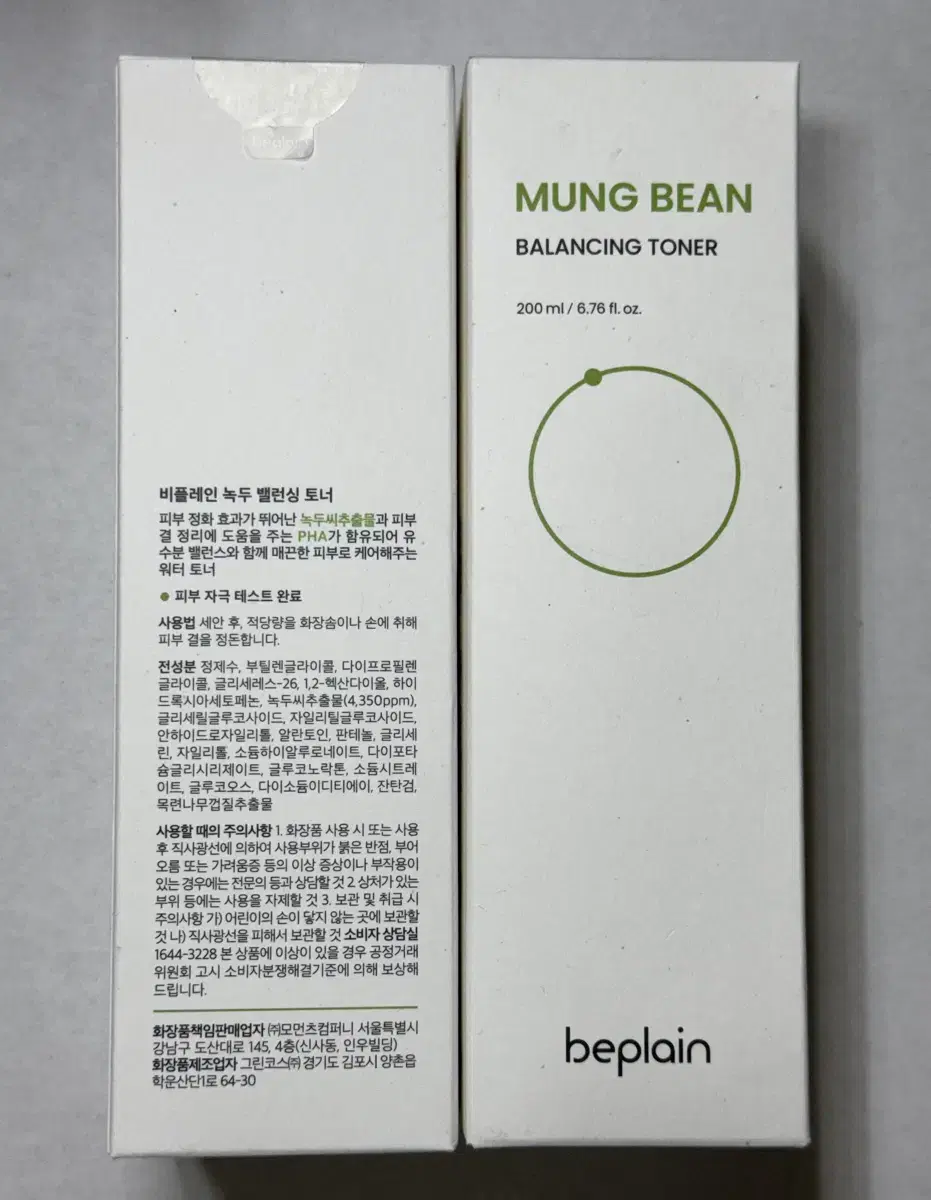 beplain
비플레인 녹두 밸런싱 토너
피부 정화 효과가 뛰어난 녹두씨추출물과 피부
결 정리에 도움을 주는 PHA가 함유되어 유
수분 밸런스와 함께 매끈한 피부로 케어해주는
워터 토너
● 피부 자극 테스트 완료
사용법 세안 후, 적당량을 화장솜이나 손에 취해
피부 결을 정돈합니다.
전성분 정제수, 부틸렌글라이콜, 다이프로필렌
글라이콜, 글리세레스-26, 1,2-헥산다이올, 하이
드록시아세토페논, 녹두씨추출물(4,350ppm),
글리세릴글루코사이드, 자일리틸글루코사이드,
안하이드로자일리톨, 알란토인, 판테놀, 글리세
린, 자일리톨, 소듐하이알루로네이트, 다이포타
슘글리시리제이트, 글루코노락톤, 소듐시트레
이트, 글루코오스, 다이소듐이디티에이, 잔탄검,
목련나무껍질추출물
사용할 때의 주의사항 1. 화장품 사용 시 또는 사용
후 직사광선에 의하여 사용부위가 붉은 반점, 부어
오름 또는 가려움증 등의 이상 증상이나 부작용이
있는 경우에는 전문의 등과 상담할 것 2. 상처가 있는
부위 등에는 사용을 자제할 것 3. 보관 및 취급 시
주의사항 가) 어린이의 손이 닿지 않는 곳에 보관할
것 나) 직사광선을 피해서 보관할 것 소비자 상담실
1644-3228 본 상품에 이상이 있을 경우 공정거래
위원회 고시 소비자분쟁해결기준에 의해 보상해
드립니다.
화장품책임판매업자 ㈜모먼츠컴퍼니 서울특별시
강남구 도산대로 145, 4층(신사동, 인우빌딩)
화장품제조업자 그린코스㈜ 경기도 김포시 양촌읍
학운산단1로 64-30
MUNG BEAN
BALANCING TONER
200 ml / 6.76 fl. oz.
beplain